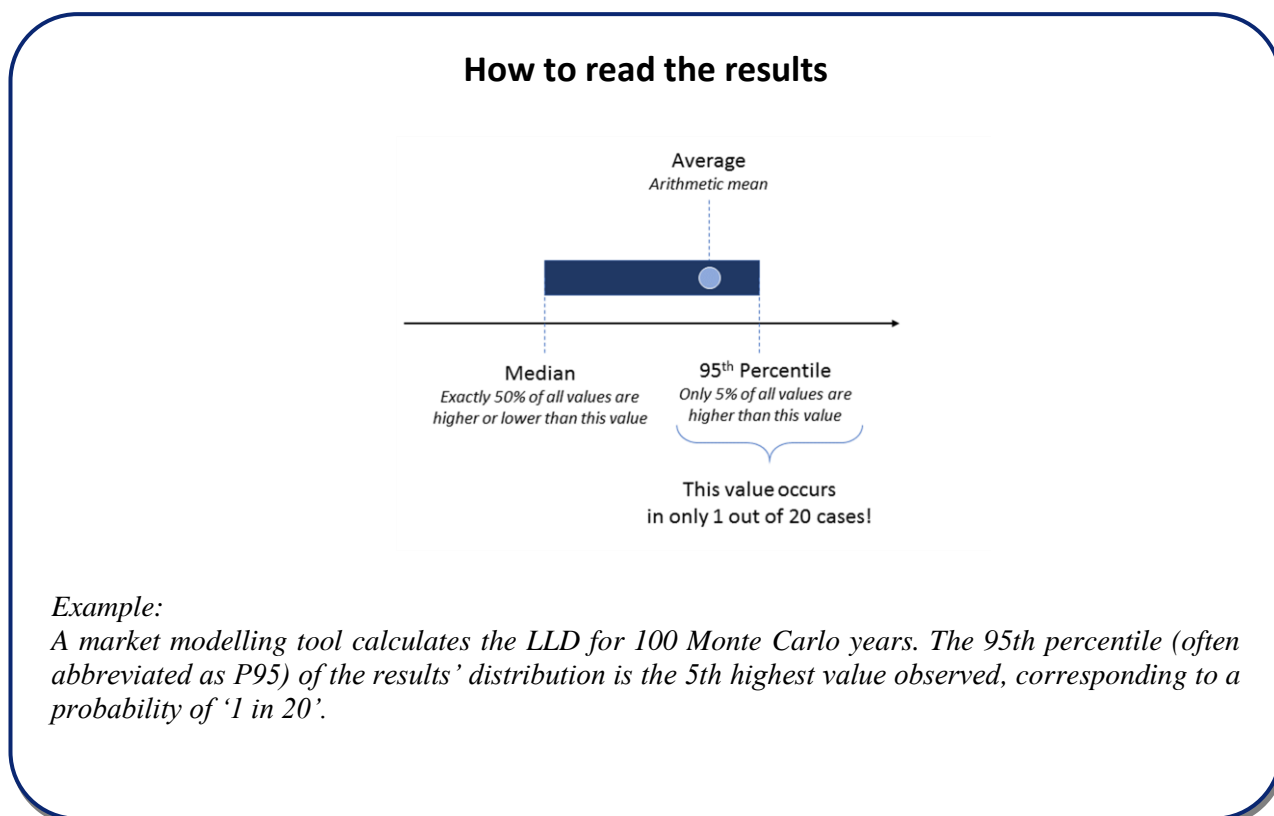 How to read the results
Average
Arithmetic mean
Median
Exactly 50% of all values are
higher or lower than this value
95th Percentile
Only 5% of all values are
higher than this value
This value occurs
in only 1 out of 20 cases!
Example:
A market modelling tool calculates the LLD for 100 Monte Carlo years. The 95th percentile (often
abbreviated as P95) of the results’ distribution is the 5th highest value observed, corresponding to a
probability of ‘1 in 20’.